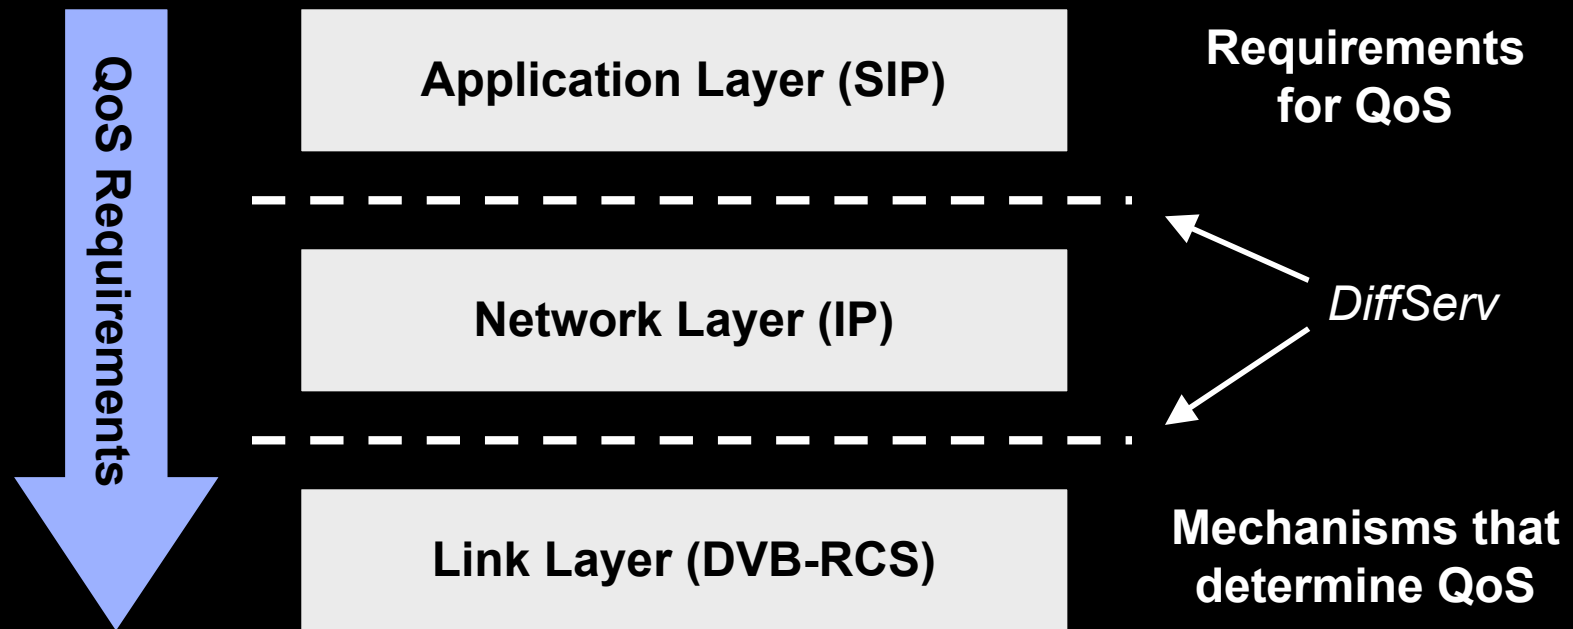 QoS Requirements
Application Layer (SIP)
Requirements
for QoS
Network Layer (IP)
DiffServ
Link Layer (DVB-RCS)
Mechanisms that
determine QoS